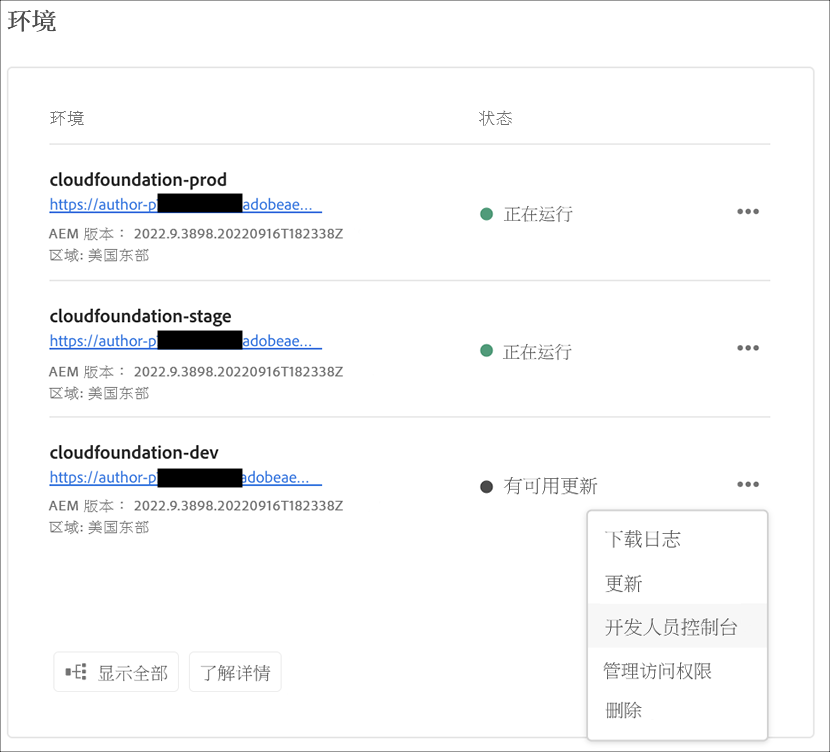 环境
环境 状态
cloudfoundation-prod
https://author-p adobeae...
正在运行 •••
AEM 版本： 2022.9.3898.20220916T182338Z
区域: 美国东部
cloudfoundation-stage
https://author-p adobeae...
正在运行 •••
AEM 版本： 2022.9.3898.20220916T182338Z
区域: 美国东部
cloudfoundation-dev
https://author-p adobeae...
有可用更新 •••
AEM 版本： 2022.9.3898.20220916T182338Z
区域: 美国东部
下载日志
更新
开发人员控制台
管理访问权限
删除
显示全部 了解详情